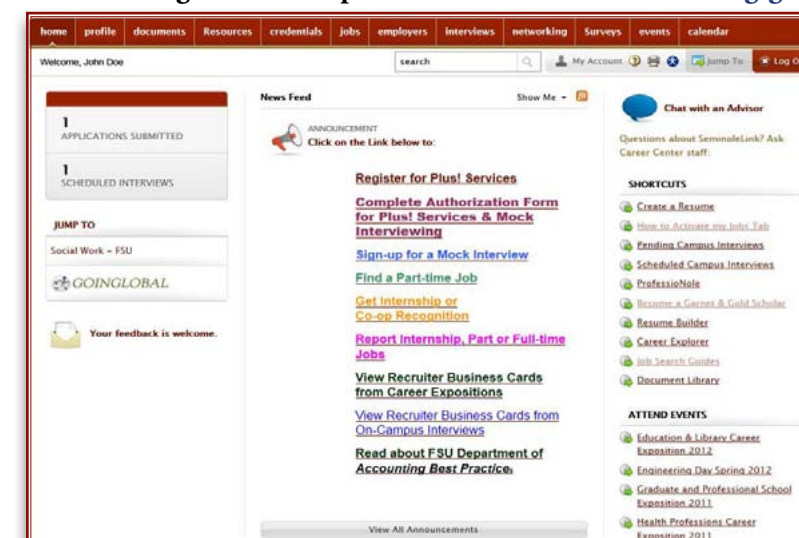 home profile documents Resources credentials jobs employers interviews networking Surveys events calendar
Welcome, John Doe
search
My Account
Jump To
Log O
1
APPLICATIONS SUBMITTED
1
SCHEDULED INTERVIEWS
JUMP TO
Social Work - FSU
GOINGLOBAL
Your feedback is welcome.
News Feed
Show Me
ANNOUNCEMENT
Click on the Link below to:
Register for Plus! Services
Complete Authorization Form
for Plus! Services & Mock
Interviewing
Sign-up for a Mock Interview
Find a Part-time Job
Get Internship or
Co-op Recognition
Report Internship, Part or Full-time
Jobs
View Recruiter Business Cards
from Career Expositions
View Recruiter Business Cards from
On-Campus Interviews
Read about FSU Department of
Accounting Best Practices
View All Announcements
Chat with an Advisor
Questions about SeminoleLink? Ask
Career Center staff.
SHORTCUTS
Create a Resume
How to Activate my Jobs Tab
Pending Campus Interviews
Scheduled Campus Interviews
ProfessioNole
Become a Garnet & Gold Scholar
Resume Builder
Career Explorer
Job Search Guides
Document Library
ATTEND EVENTS
Education & Library Career
Exposition 2012
Engineering Day Spring 2012
Graduate and Professional School
Exposition 2011
Health Professions Career
Exposition 2011